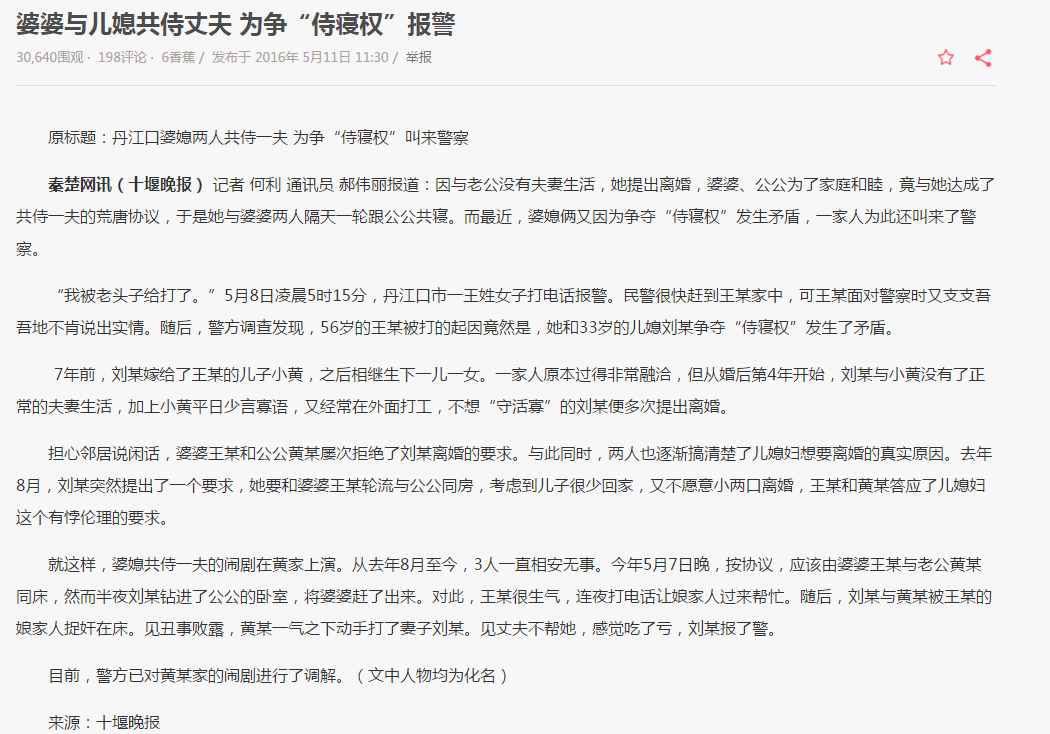 婆婆与儿媳共侍丈夫 为争“侍寝权”报警
30,640围观 · 198评论 · 6香蕉 / 发布于 2016年 5月11日 11:30 / 举报
原标题：丹江口婆媳两人共侍一夫 为争“侍寝权”叫来警察
秦楚网讯（十堰晚报） 记者 何利 通讯员 郝伟丽报道：因与老公没有夫妻生活，她提出离婚，婆婆、公公为了家庭和睦，竟与她达成了
共侍一夫的荒唐协议，于是她与婆婆两人隔天一轮跟公公共寝。而最近，婆媳俩又因为争夺“侍寝权”发生矛盾，一家人为此还叫来了警
察。
“我被老头子给打了。”5月8日凌晨5时15分，丹江口市一王姓女子打电话报警。民警很快赶到王某家中，可王某面对警察时又支支吾
吾地不肯说出实情。随后，警方调查发现，56岁的王某被打的起因竟然是，她和33岁的儿媳刘某争夺“侍寝权”发生了矛盾。
7年前，刘某嫁给了王某的儿子小黄，之后相继生下一儿一女。一家人原本过得非常融洽，但从婚后第4年开始，刘某与小黄没有了正
常的夫妻生活，加上小黄平日少言寡语，又经常在外面打工，不想“守活寡”的刘某便多次提出离婚。
担心邻居说闲话，婆婆王某和公公黄某屡次拒绝了刘某离婚的要求。与此同时，两人也逐渐搞清楚了儿媳妇想要离婚的真实原因。去年
8月，刘某突然提出了一个要求，她要和婆婆王某轮流与公公同房，考虑到儿子很少回家，又不愿意小两口离婚，王某和黄某答应了儿媳妇
这个有悖伦理的要求。
就这样，婆媳共侍一夫的闹剧在黄家上演。从去年8月至今，3人一直相安无事。今年5月7日晚，按协议，应该由婆婆王某与老公黄某
同床，然而半夜刘某钻进了公公的卧室，将婆婆赶了出来。对此，王某很生气，连夜打电话让娘家人过来帮忙。随后，刘某与黄某被王某的
娘家人捉奸在床。见丑事败露，黄某一气之下动手打了妻子刘某。见丈夫不帮她，感觉吃了亏，刘某报了警。
目前，警方已对黄某家的闹剧进行了调解。（文中人物均为化名）
来源：十堰晚报